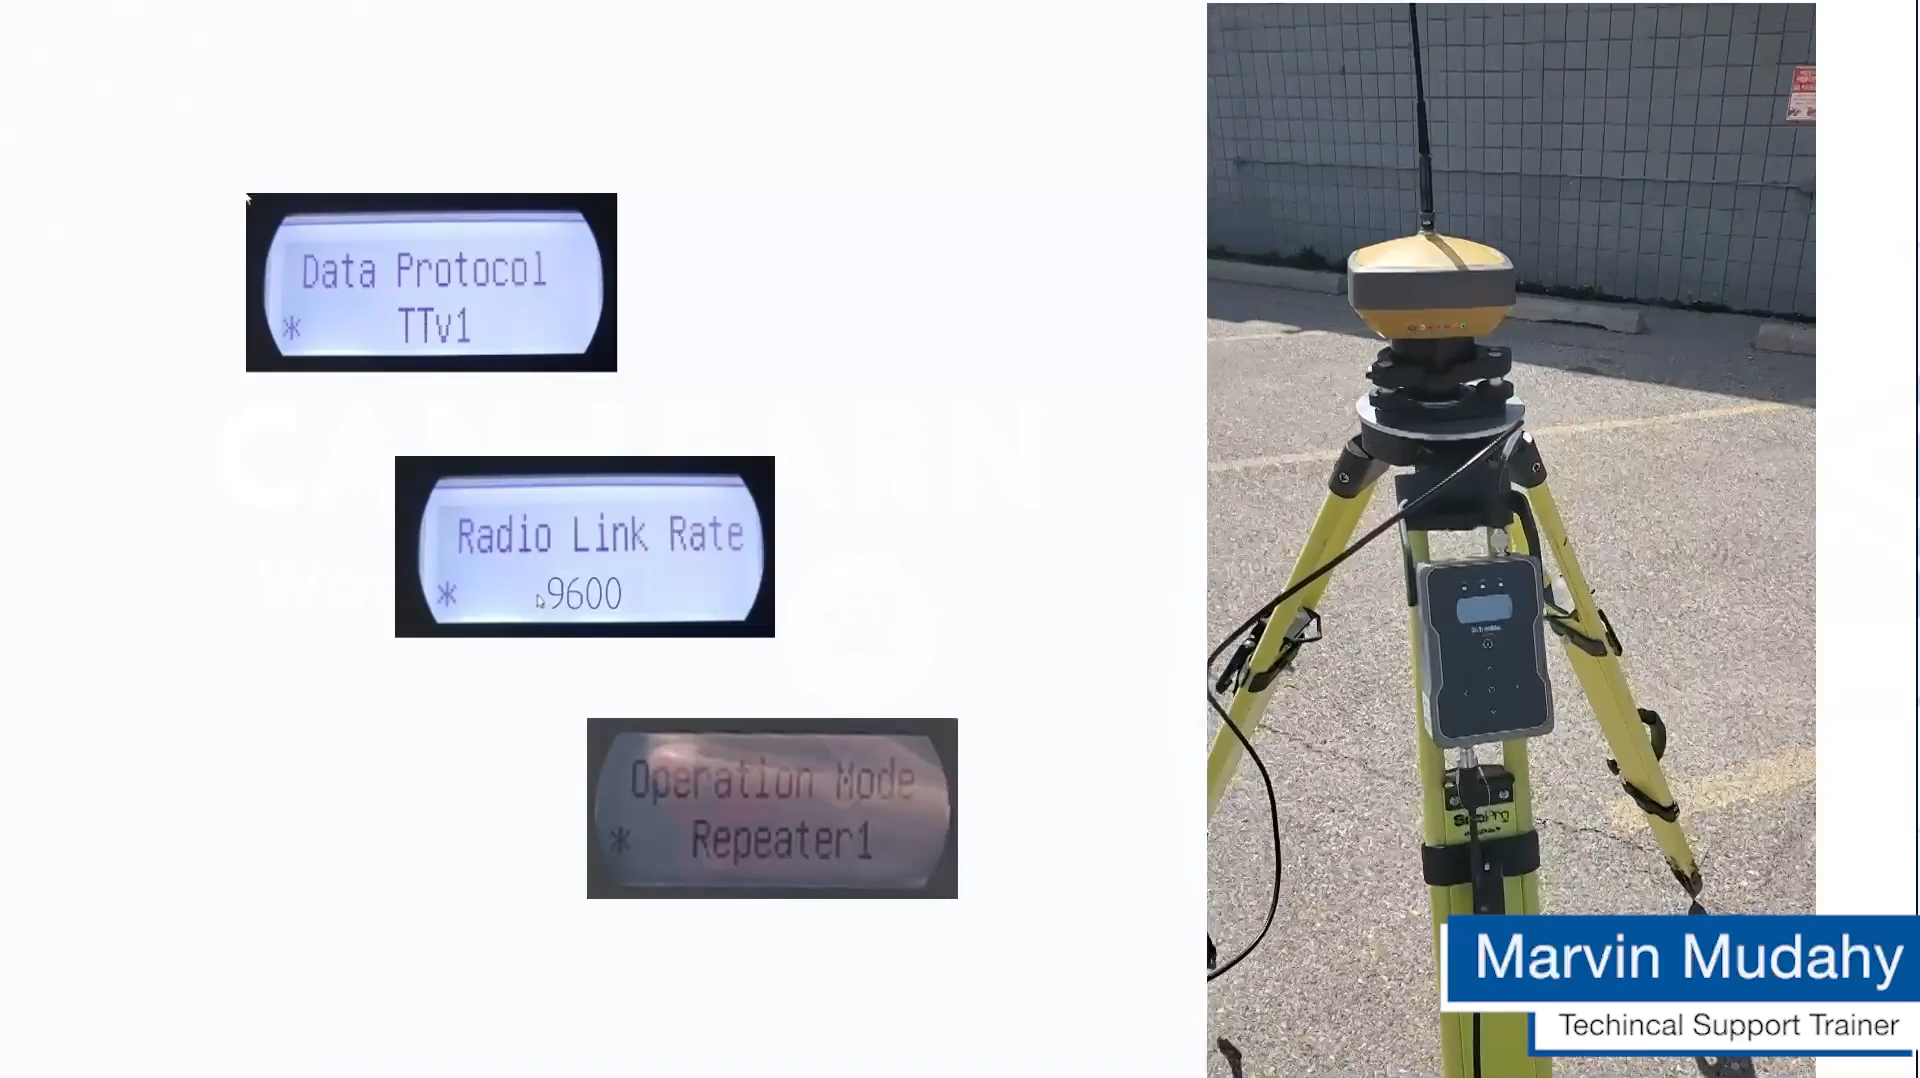 Data Protocol
* TTv1
Radio Link Rate
* 9600
Operation Mode
* Repeater1
Marvin Mudahy
Techincal Support Trainer